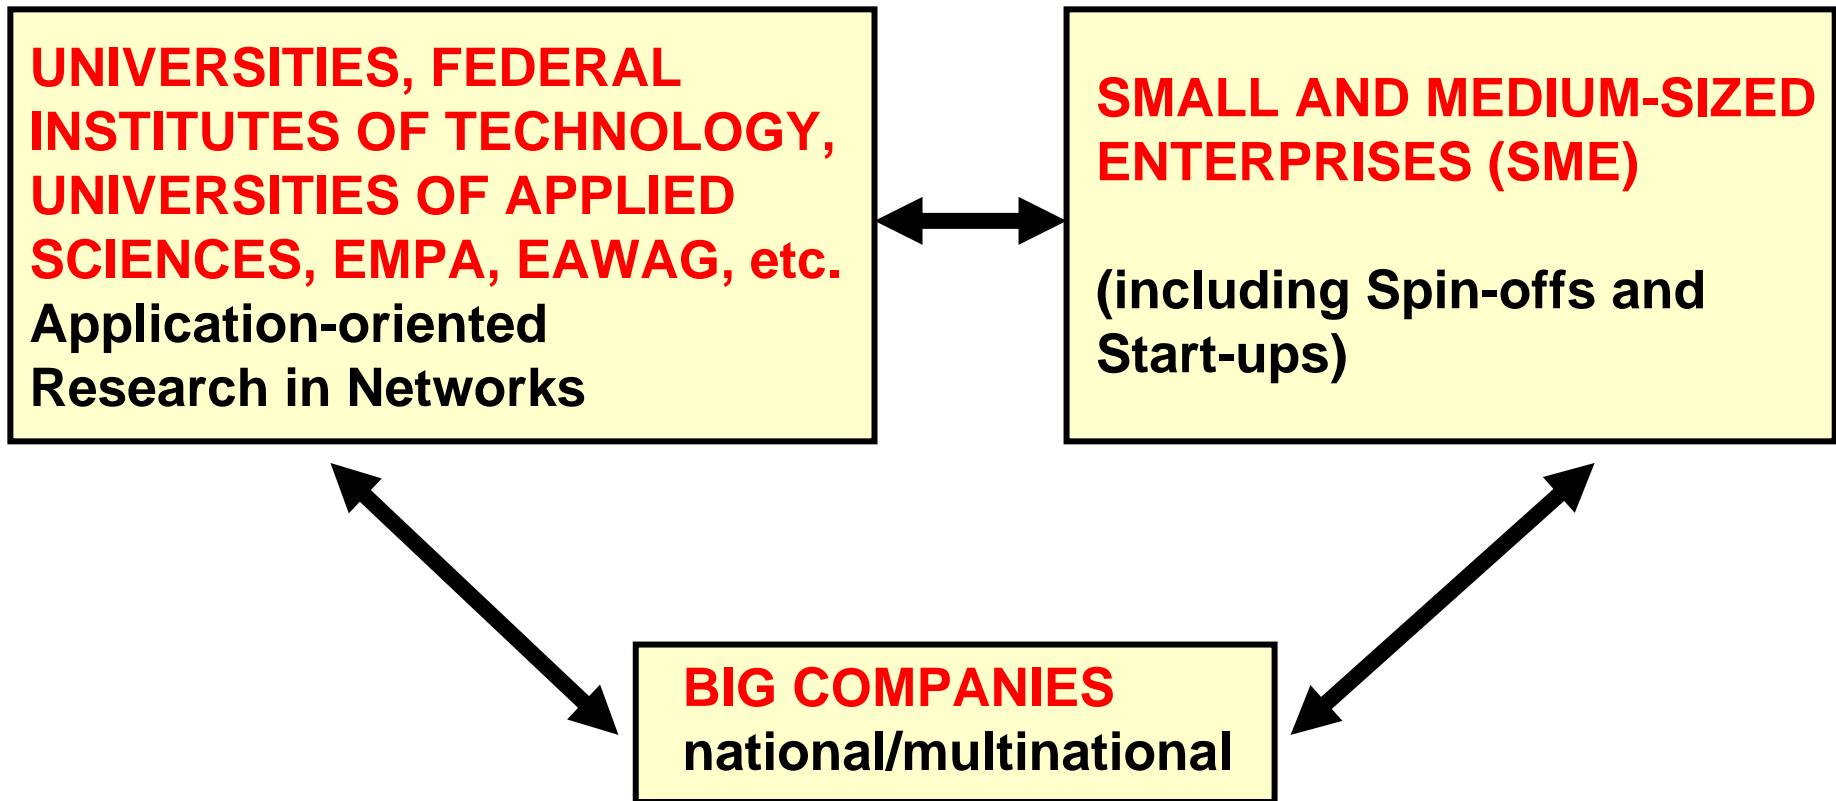 UNIVERSITIES, FEDERAL
INSTITUTES OF TECHNOLOGY,
UNIVERSITIES OF APPLIED
SCIENCES, EMPA, EAWAG, etc.
Application-oriented
Research in Networks
SMALL AND MEDIUM-SIZED
ENTERPRISES (SME)
(including Spin-offs and
Start-ups)
BIG COMPANIES
national/multinational